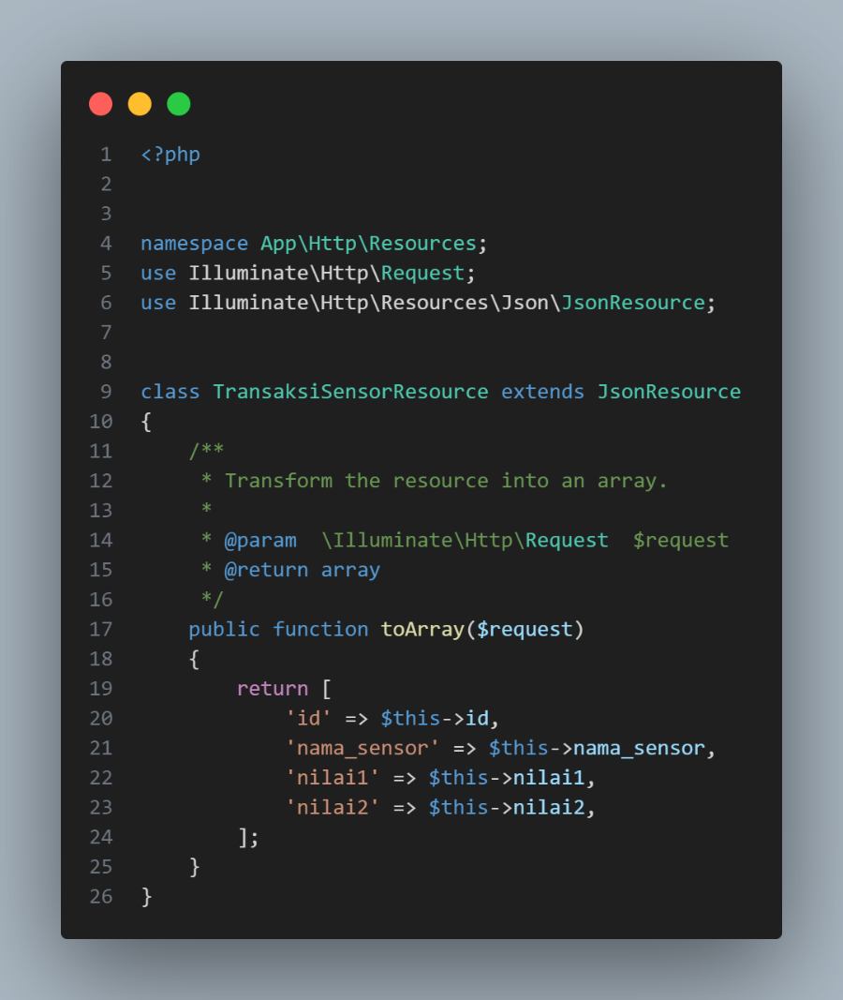 1 <?php
2
3
4 namespace App\Http\Resources;
5 use Illuminate\Http\Request;
6 use Illuminate\Http\Resources\Json\JsonResource;
7
8
9 class TransaksiSensorResource extends JsonResource
10 {
11     /**
12      * Transform the resource into an array.
13      *
14      * @param  \Illuminate\Http\Request  $request
15      * @return array
16      */
17     public function toArray($request)
18     {
19         return [
20             'id' => $this->id,
21             'nama_sensor' => $this->nama_sensor,
22             'nilai1' => $this->nilai1,
23             'nilai2' => $this->nilai2,
24         ];
25     }
26 }